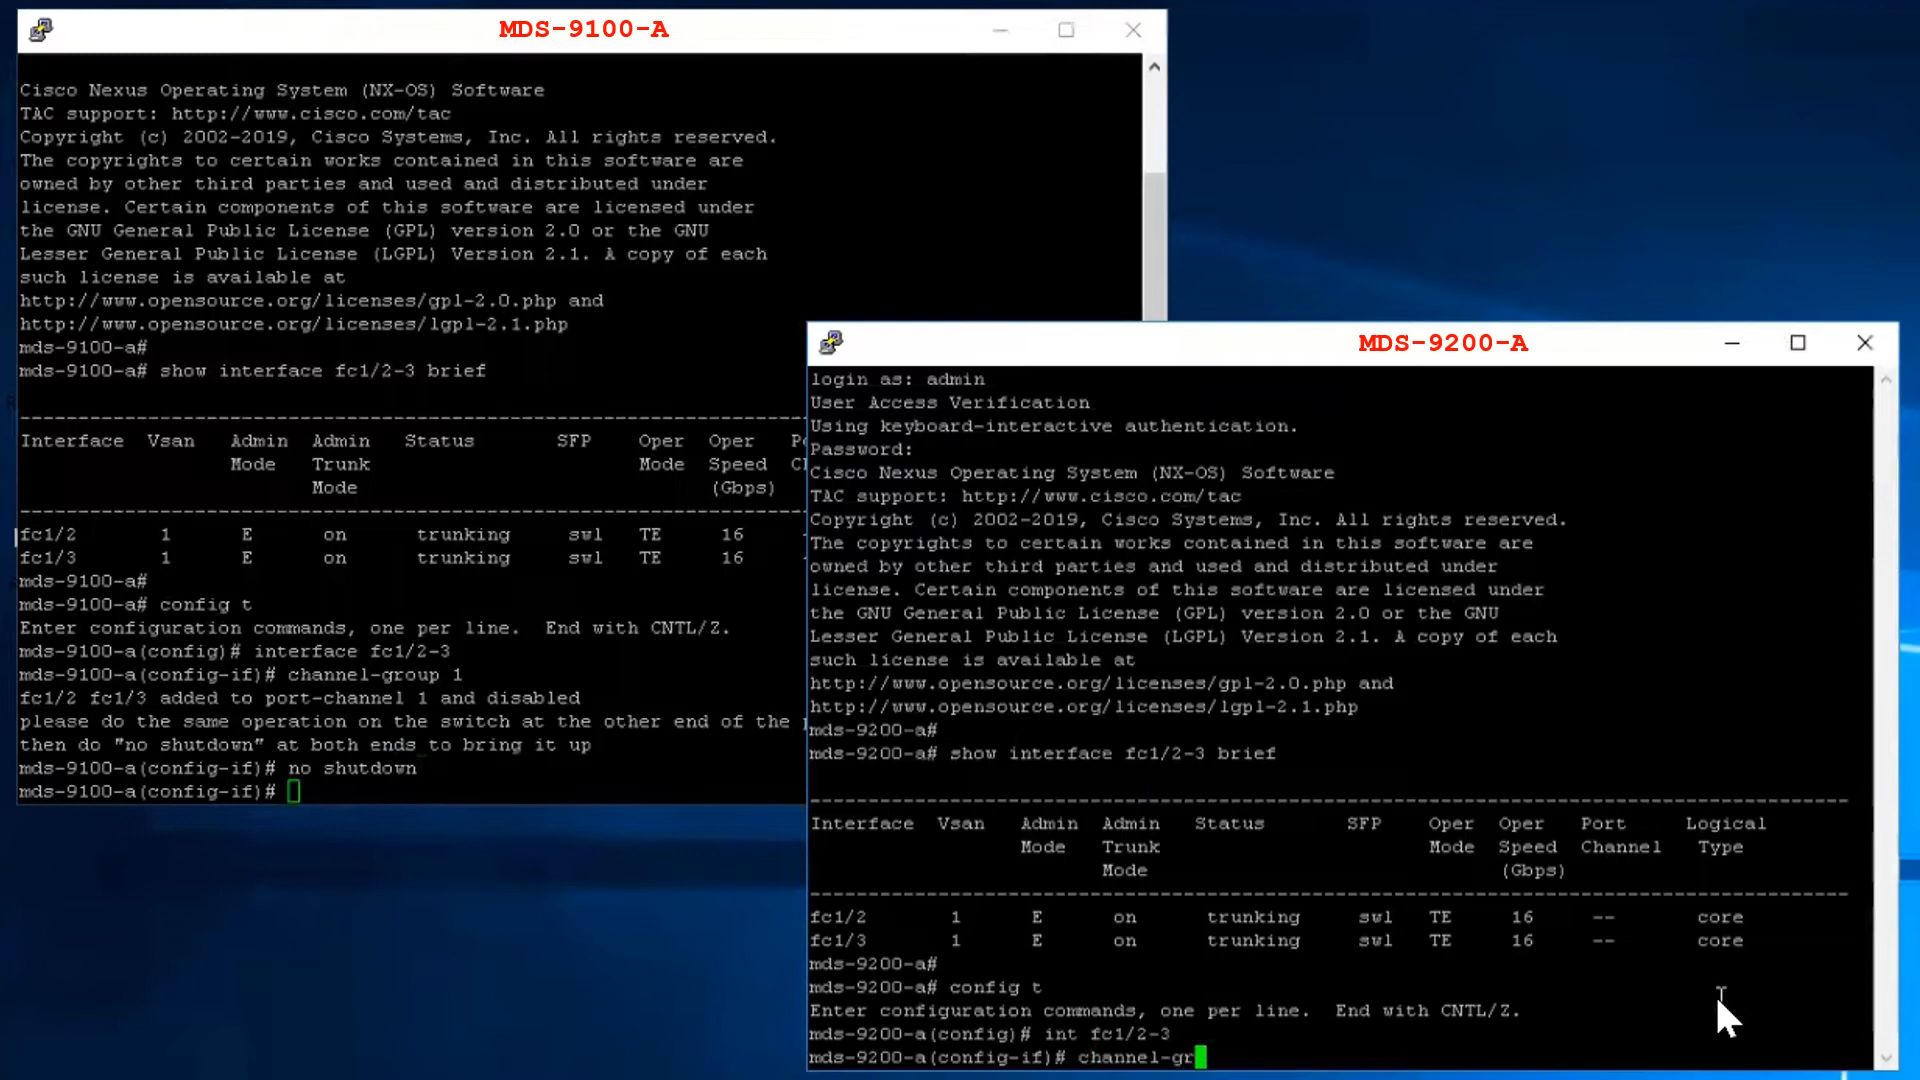 MDS-9100-A
Cisco Nexus Operating System (NX-OS) Software
TAC support: http://www.cisco.com/tac
Copyright (c) 2002-2019, Cisco Systems, Inc. All rights reserved.
The copyrights to certain works contained in this software are
owned by other third parties and used and distributed under
license. Certain components of this software are licensed under
the GNU General Public License (GPL) version 2.0 or the GNU
Lesser General Public License (LGPL) Version 2.1. A copy of each
such license is available at
http://www.opensource.org/licenses/gpl-2.0.php and
http://www.opensource.org/licenses/lgpl-2.1.php
mds-9100-a#
mds-9100-a# show interface fc1/2-3 brief
--------------------------------------------------------------------
Interface Vsan Admin Admin Status SFP Oper Oper
Mode Trunk Mode Speed
Mode (Gbps)
--------------------------------------------------------------------
fc1/2 1 E on trunking swl TE 16
fc1/3 1 E on trunking swl TE 16
mds-9100-a#
mds-9100-a# config t
Enter configuration commands, one per line. End with CNTL/Z.
mds-9100-a(config)# interface fc1/2-3
mds-9100-a(config-if)# channel-group 1
fc1/2 fc1/3 added to port-channel 1 and disabled
please do the same operation on the switch at the other end of the
then do "no shutdown" at both ends to bring it up
mds-9100-a(config-if)# no shutdown
mds-9100-a(config-if)#
MDS-9200-A
login as: admin
User Access Verification
Using keyboard-interactive authentication.
Password:
Cisco Nexus Operating System (NX-OS) Software
TAC support: http://www.cisco.com/tac
Copyright (c) 2002-2019, Cisco Systems, Inc. All rights reserved.
The copyrights to certain works contained in this software are
owned by other third parties and used and distributed under
license. Certain components of this software are licensed under
the GNU General Public License (GPL) version 2.0 or the GNU
Lesser General Public License (LGPL) Version 2.1. A copy of each
such license is available at
http://www.opensource.org/licenses/gpl-2.0.php and
http://www.opensource.org/licenses/lgpl-2.1.php
mds-9200-a#
mds-9200-a# show interface fc1/2-3 brief
-----------------------------------------------------------------------------------------
Interface Vsan Admin Admin Status SFP Oper Oper Port Logical
Mode Trunk Mode Speed Channel Type
Mode (Gbps)
-----------------------------------------------------------------------------------------
fc1/2 1 E on trunking swl TE 16 -- core
fc1/3 1 E on trunking swl TE 16 -- core
mds-9200-a#
mds-9200-a# config t
Enter configuration commands, one per line. End with CNTL/Z.
mds-9200-a(config)# int fc1/2-3
mds-9200-a(config-if)# channel-gr